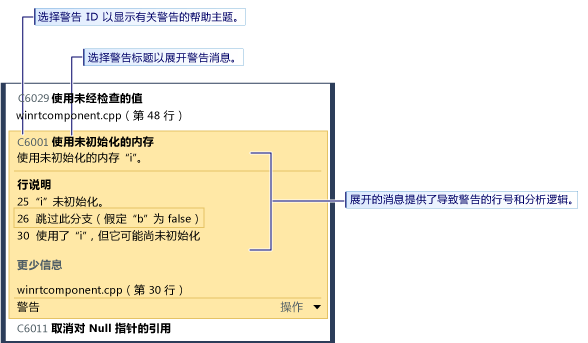 选择警告 ID 以显示有关警告的帮助主题。
选择警告标题以展开警告消息。
C6029 使用未经检查的值
winrtcomponent.cpp（第 48 行）
C6001 使用未初始化的内存
使用未初始化的内存“i”。
行说明
25 “i”未初始化。
26 跳过此分支（假定“b”为 false）
30 使用了“i”，但它可能尚未初始化
展开的消息提供了导致警告的行号和分析逻辑。
更少信息
winrtcomponent.cpp（第 30 行）
警告 操作
C6011 取消对 Null 指针的引用